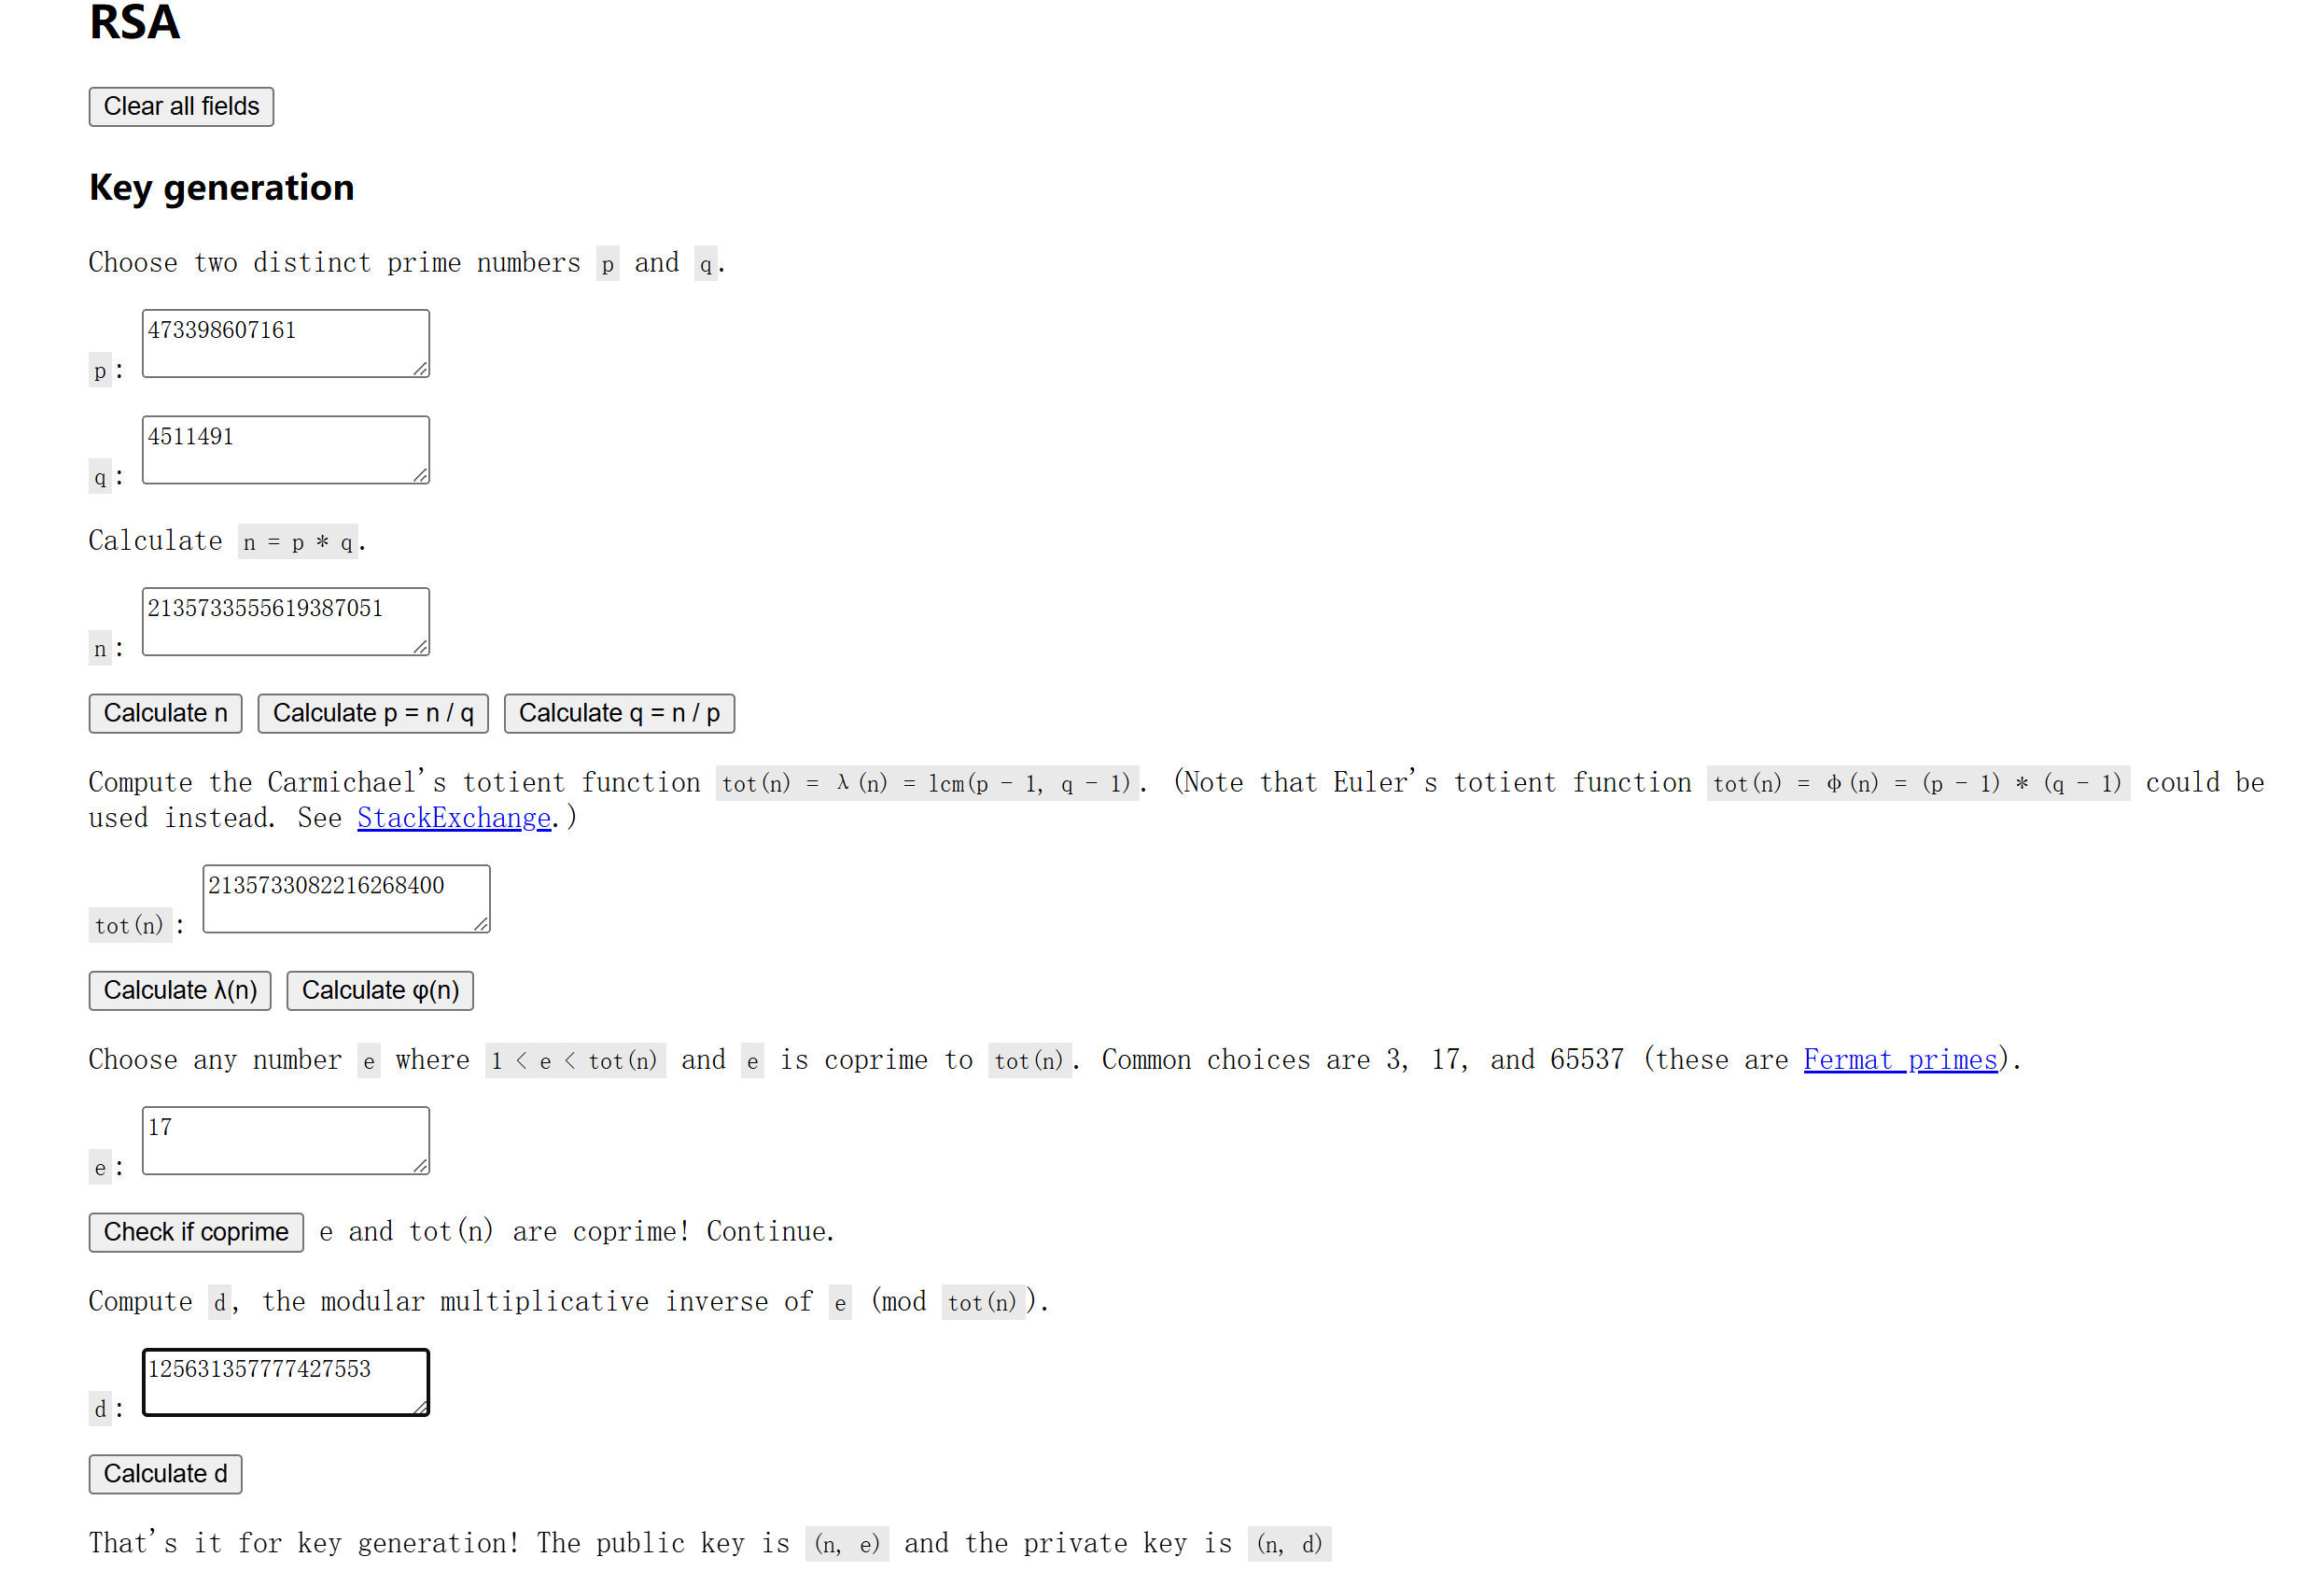 RSA
Clear all fields
Key generation
Choose two distinct prime numbers p and q.
p: 473398607161
q: 4511491
Calculate n = p * q.
n: 2135733555619387051
Calculate n Calculate p = n / q Calculate q = n / p
Compute the Carmichael's totient function tot(n) = λ(n) = lcm(p - 1, q - 1). (Note that Euler's totient function tot(n) = φ(n) = (p - 1) * (q - 1) could be
used instead. See StackExchange.)
tot(n): 2135733082216268400
Calculate λ(n) Calculate φ(n)
Choose any number e where 1 < e < tot(n) and e is coprime to tot(n). Common choices are 3, 17, and 65537 (these are Fermat primes).
e: 17
Check if coprime e and tot(n) are coprime! Continue.
Compute d, the modular multiplicative inverse of e (mod tot(n)).
d: 125631357777427553
Calculate d
That's it for key generation! The public key is (n, e) and the private key is (n, d)